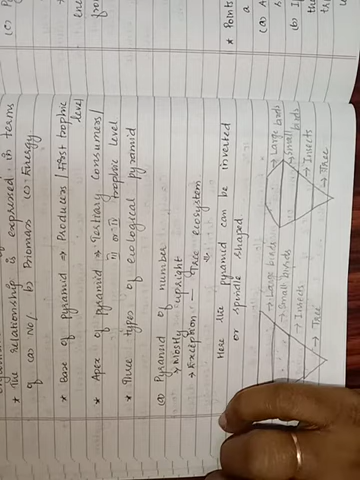 * The relationship is expressed in terms
of (a) No/ b) Biomass (c) Energy
* Base of Pyramid → Producers / First trophic
level
* Apex of pyramid → Tertiary Consumers /
trophic level
* Three types of ecological pyramid
(a) Pyramid of number
→ Mostly upright
→ Exception — Tree ecosystem
Here the pyramid can be inverted
or spindle shaped
→ Large birds
→ Small birds
→ Insects
→ Tree
→ Large birds
→ Small birds
→ Insects
→ Tree
* Points
a
(a) A